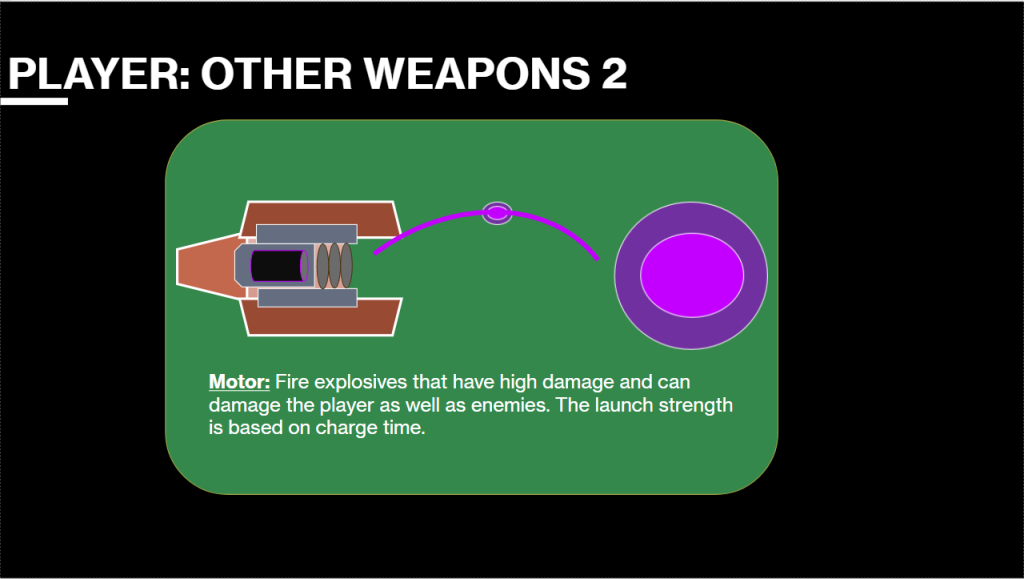 PLAYER: OTHER WEAPONS 2
Motor: Fire explosives that have high damage and can
damage the player as well as enemies. The launch strength
is based on charge time.